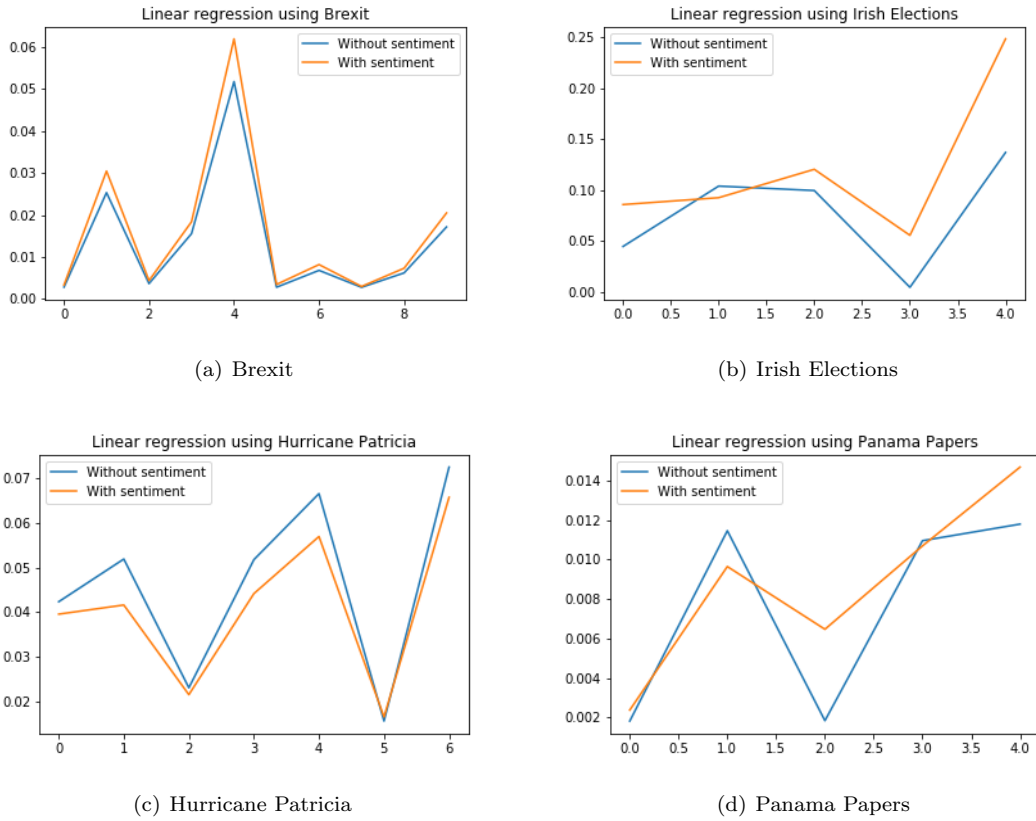 Linear regression using Brexit
Without sentiment
With sentiment
0.06
0.05
0.04
0.03
0.02
0.01
0.00
0 2 4 6 8
(a) Brexit
Linear regression using Irish Elections
Without sentiment
With sentiment
0.25
0.20
0.15
0.10
0.05
0.00
0.0 0.5 1.0 1.5 2.0 2.5 3.0 3.5 4.0
(b) Irish Elections
Linear regression using Hurricane Patricia
Without sentiment
With sentiment
0.07
0.06
0.05
0.04
0.03
0.02
0 1 2 3 4 5 6
(c) Hurricane Patricia
Linear regression using Panama Papers
Without sentiment
With sentiment
0.014
0.012
0.010
0.008
0.006
0.004
0.002
0.0 0.5 1.0 1.5 2.0 2.5 3.0 3.5 4.0
(d) Panama Papers